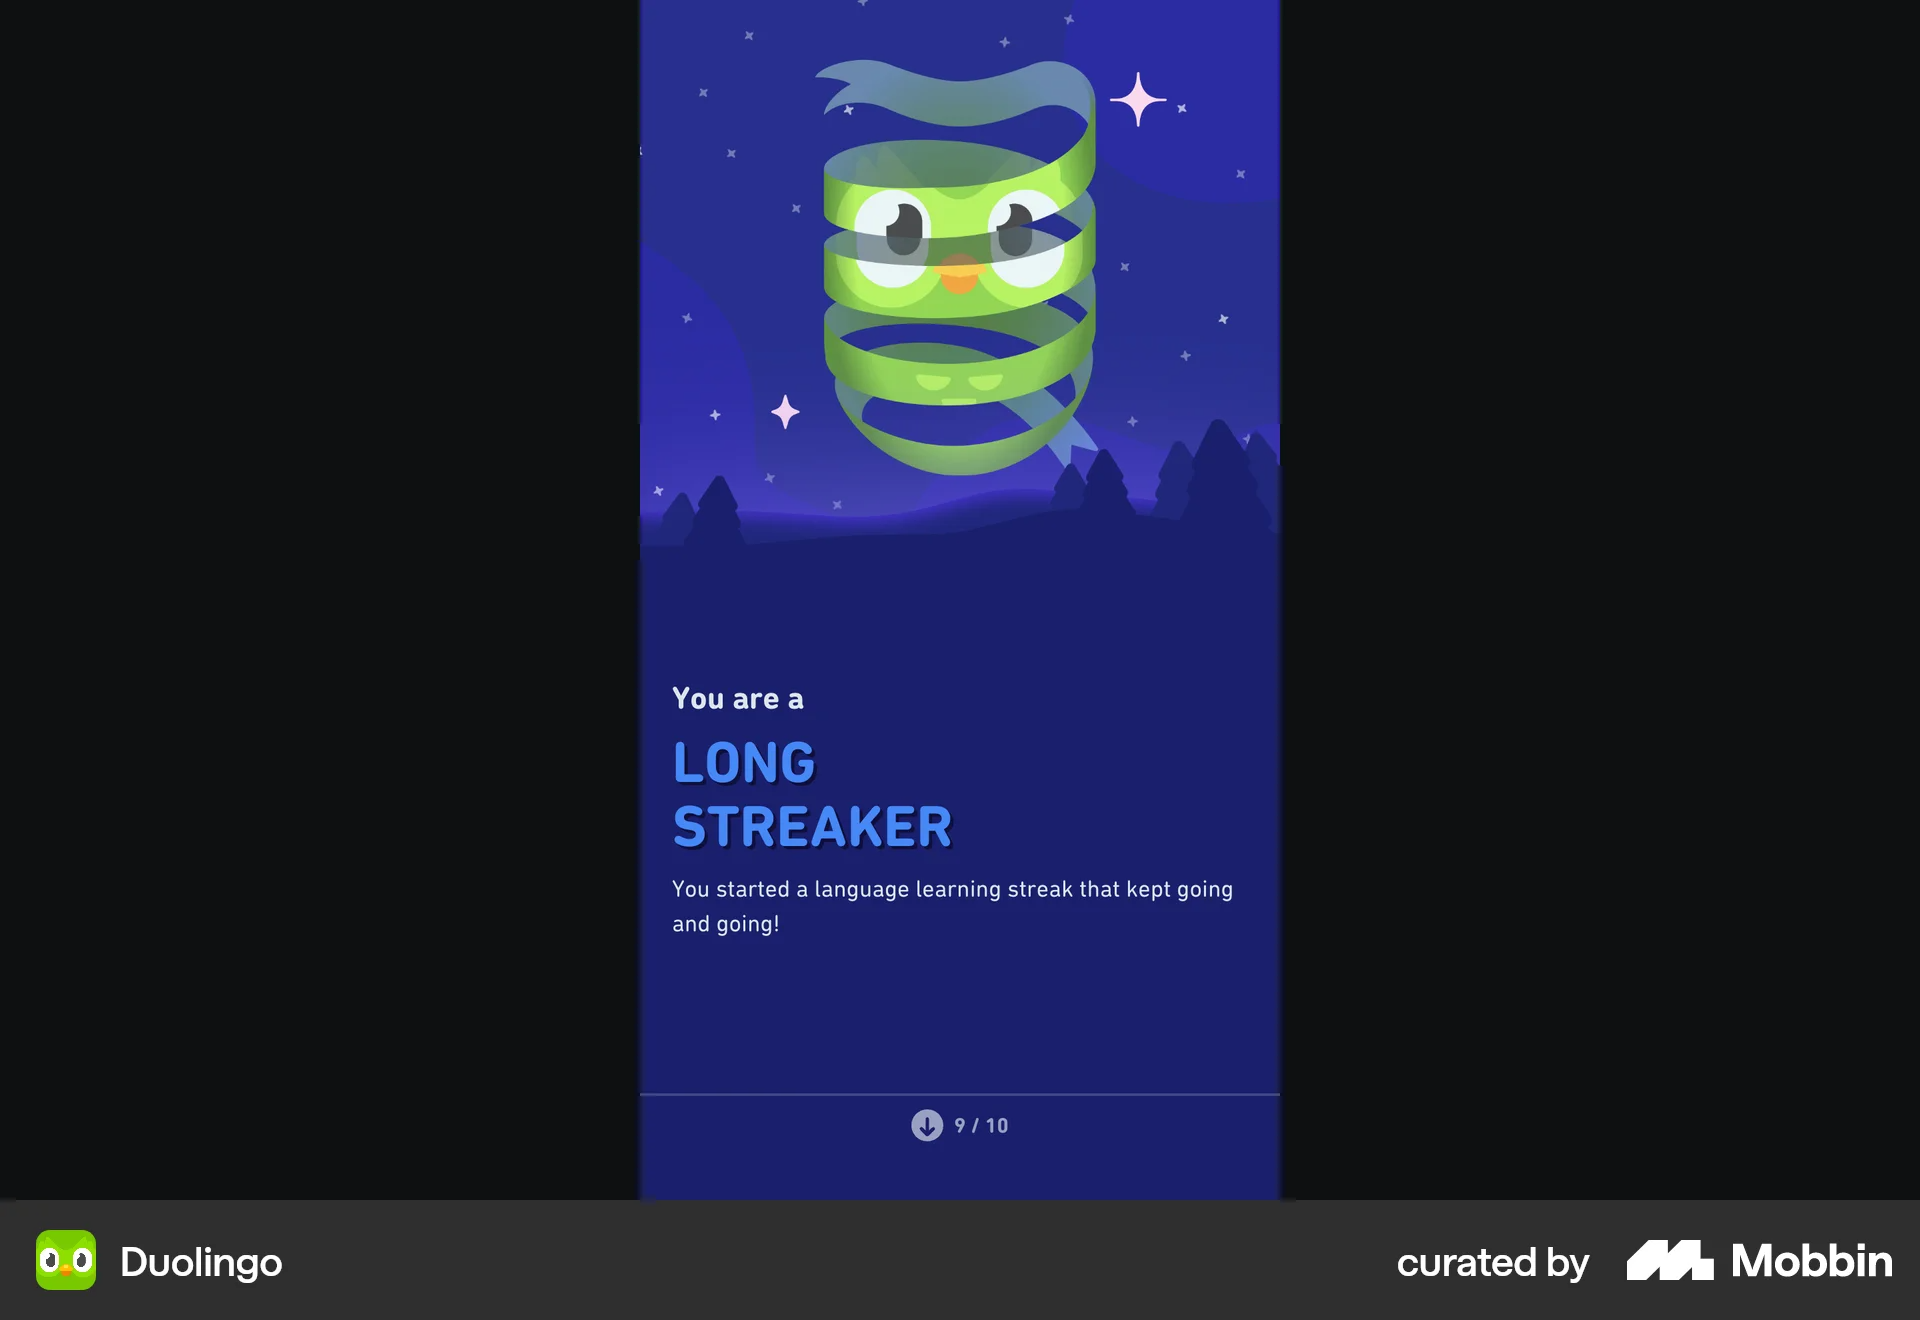 You are a
LONG
STREAKER
You started a language learning streak that kept going
and going!
9 / 10
Duolingo
curated by Mobbin